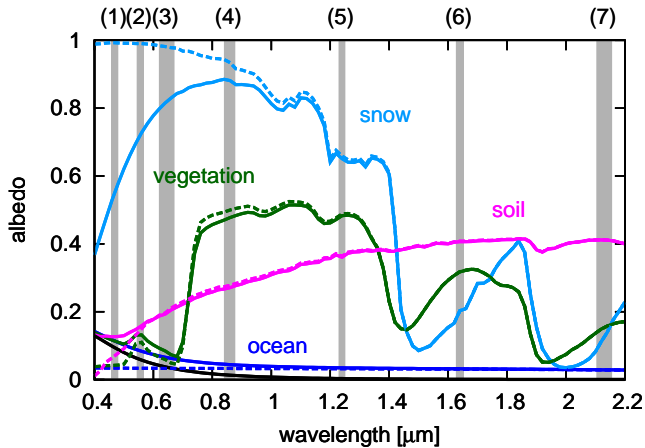 (1) (2) (3) (4) (5) (6) (7)
1
0.8
0.6
0.4
0.2
0
albedo
snow
vegetation
soil
ocean
0.4 0.6 0.8 1 1.2 1.4 1.6 1.8 2 2.2
wavelength [μm]